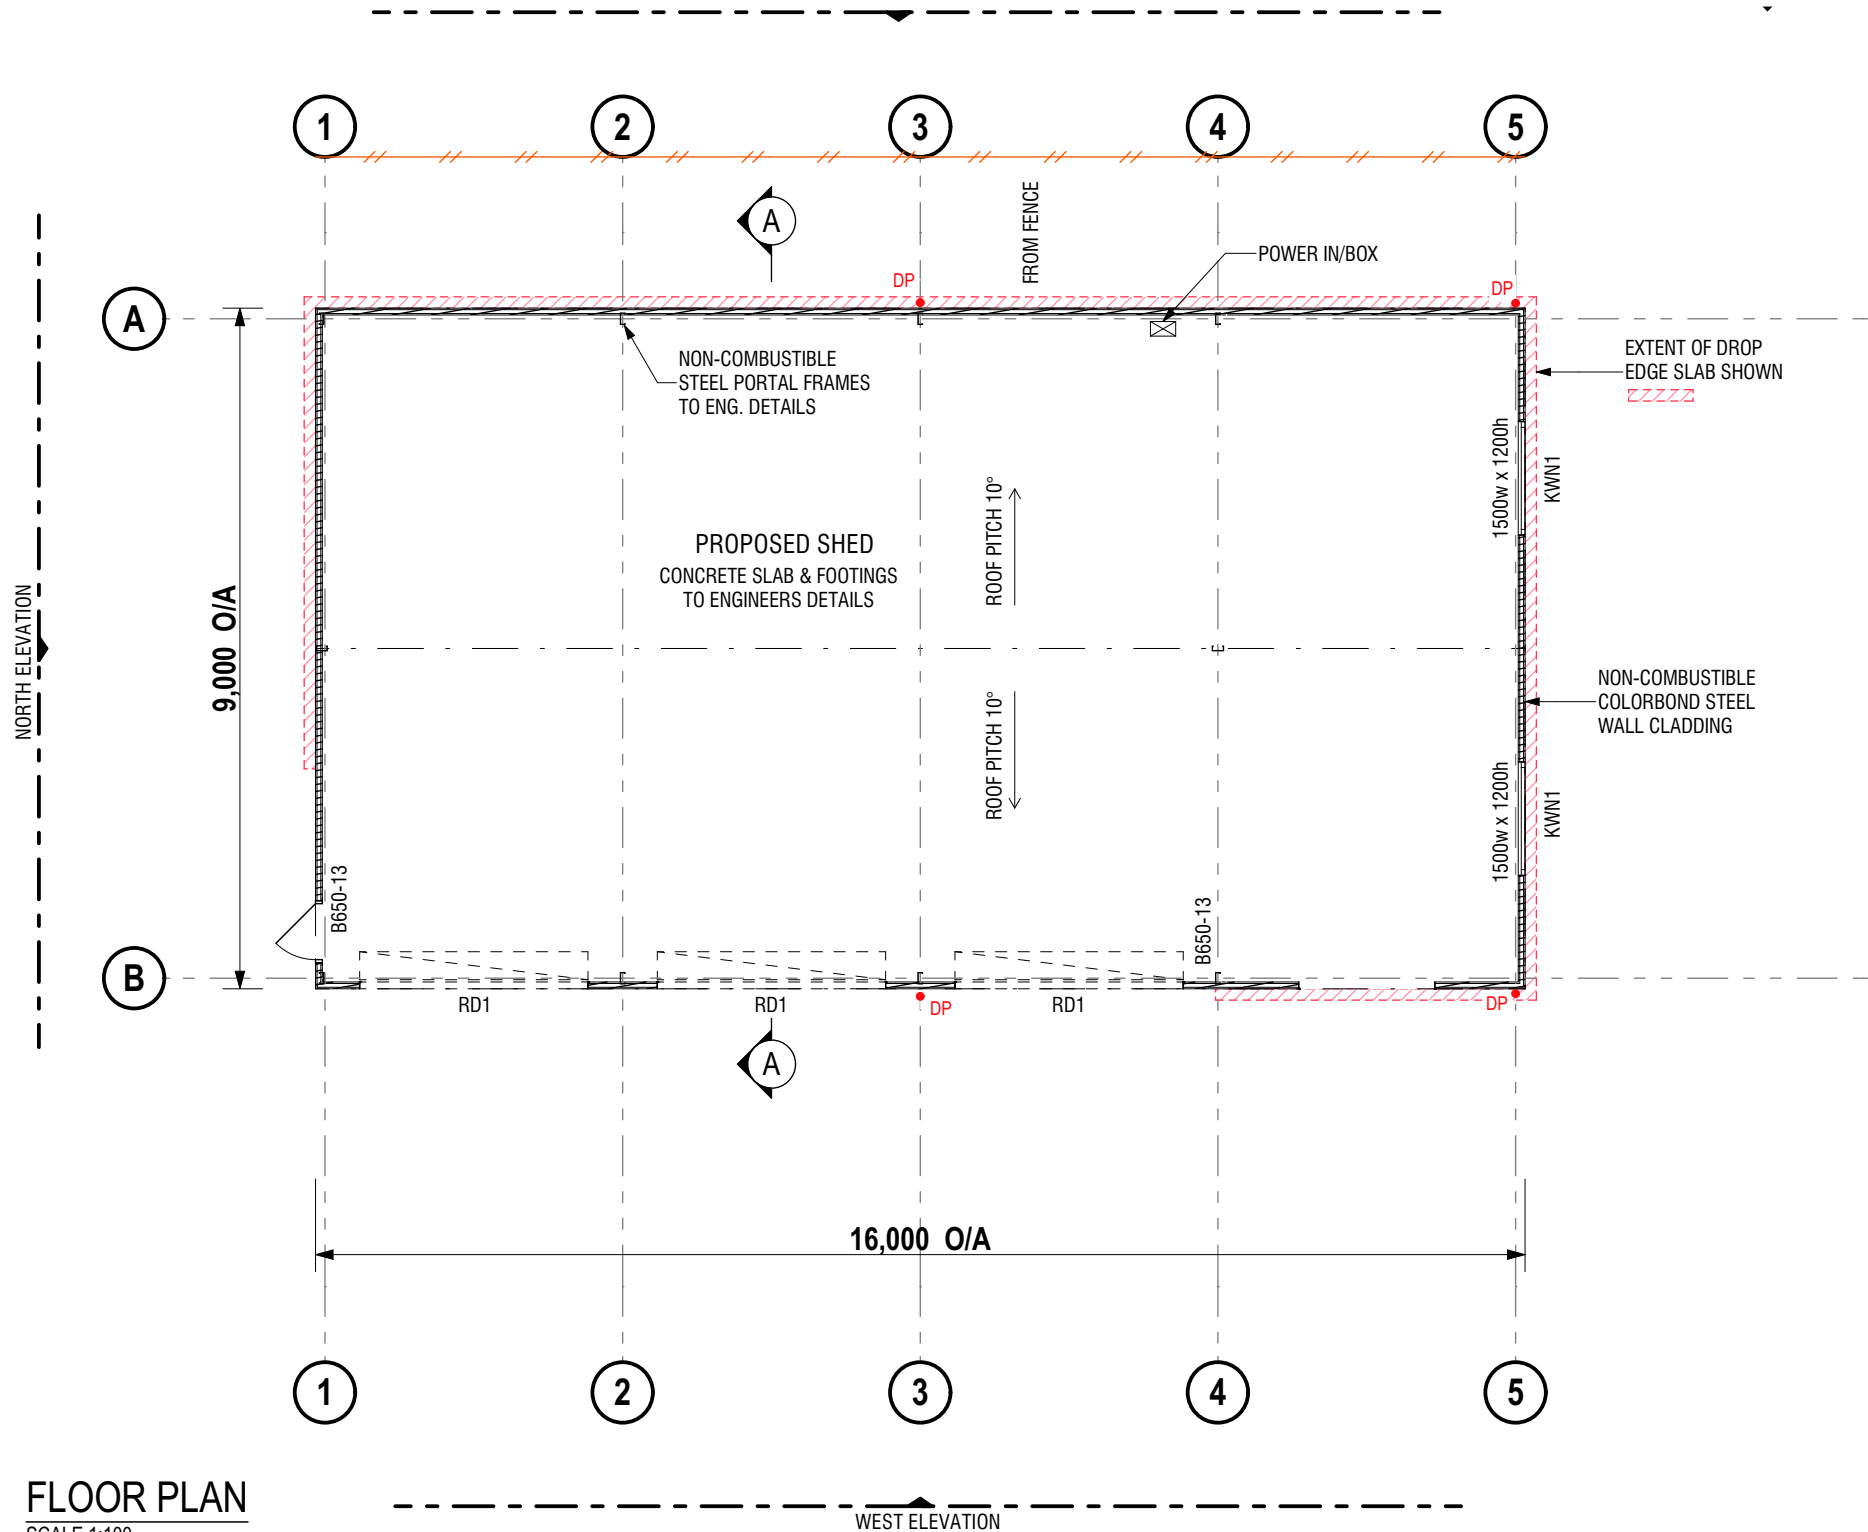 1 2 3 4 5
A
FROM FENCE
POWER IN/BOX
DP
DP
A
NON-COMBUSTIBLE
STEEL PORTAL FRAMES
TO ENG. DETAILS
EXTENT OF DROP
EDGE SLAB SHOWN
1500w x 1200h
KWN1
ROOF PITCH 10°
PROPOSED SHED
CONCRETE SLAB & FOOTINGS
TO ENGINEERS DETAILS
NORTH ELEVATION
9,000 O/A
NON-COMBUSTIBLE
COLORBOND STEEL
WALL CLADDING
ROOF PITCH 10°
1500w x 1200h
KWN1
B650-13
B650-13
B
RD1
RD1
RD1
DP
DP
A
16,000 O/A
1 2 3 4 5
FLOOR PLAN
SCALE 1:100
WEST ELEVATION